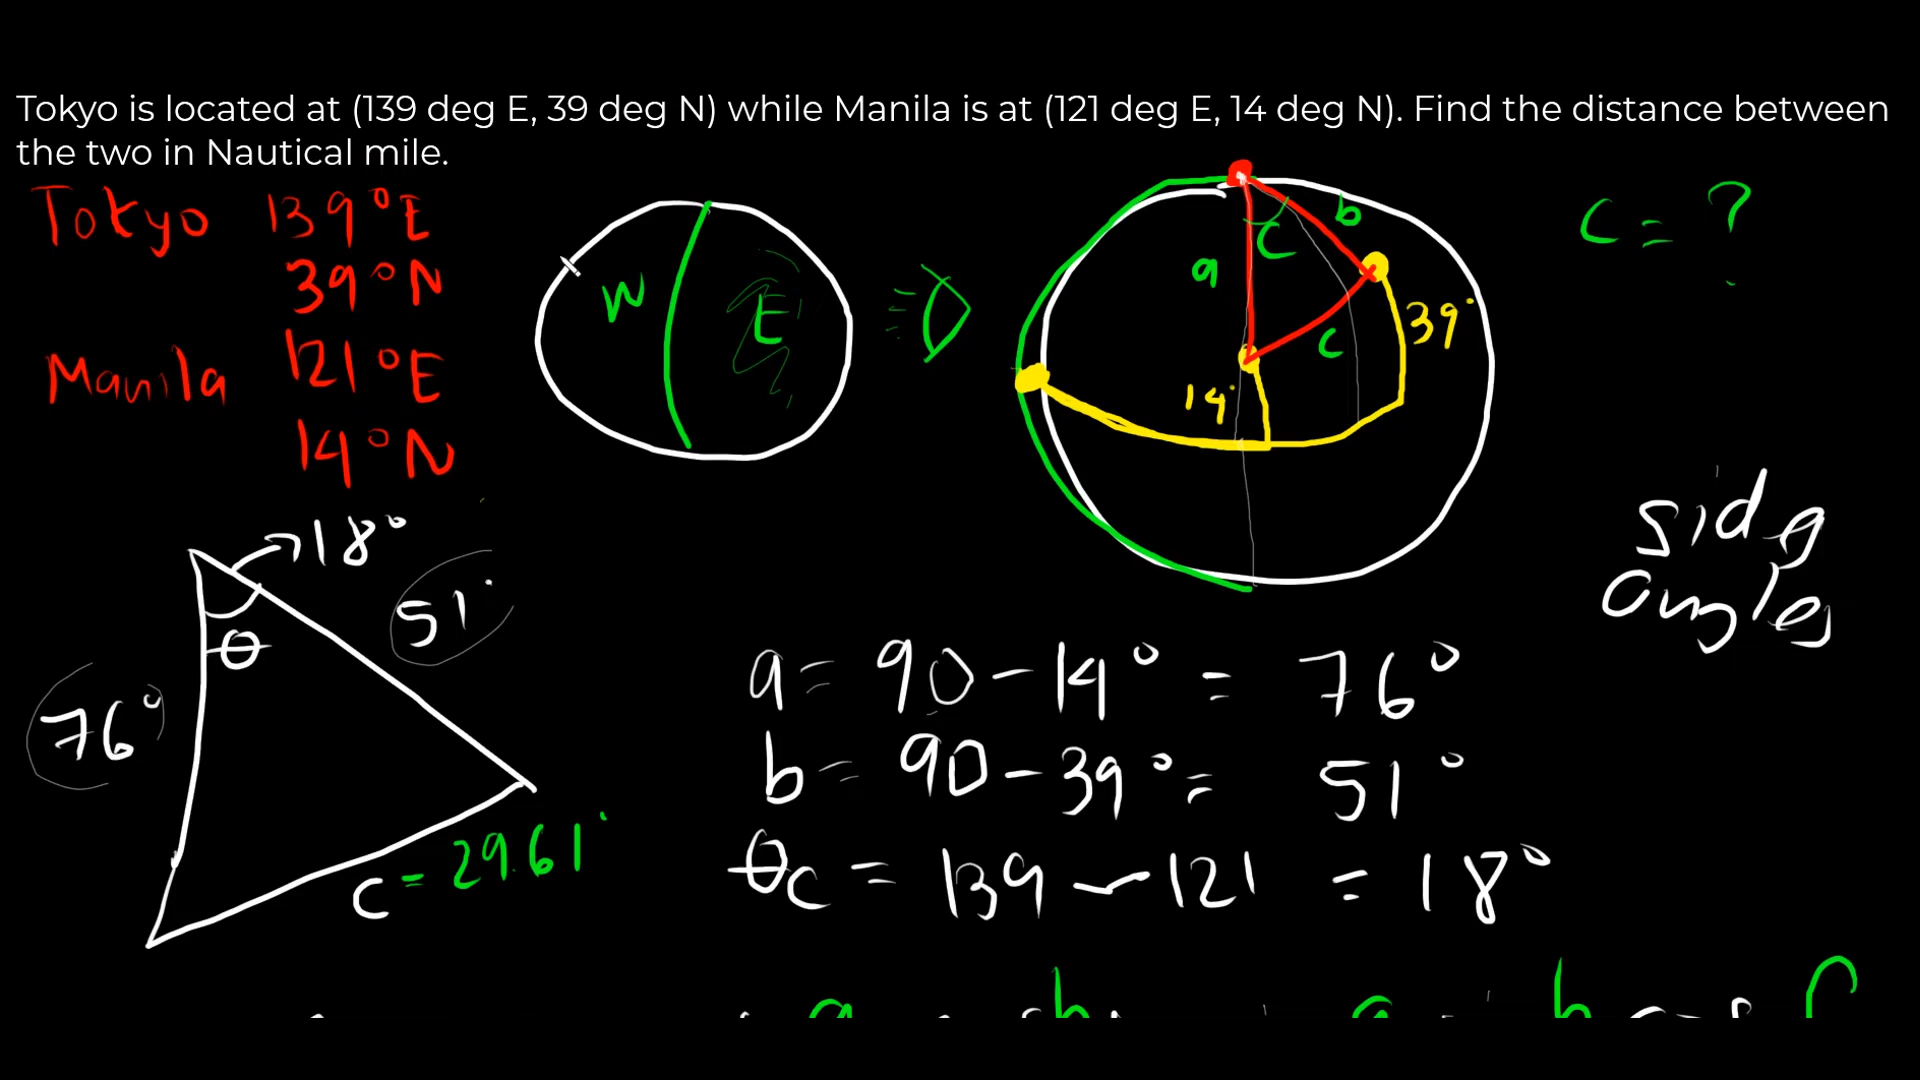 Tokyo is located at (139 deg E, 39 deg N) while Manila is at (121 deg E, 14 deg N). Find the distance between
the two in Nautical mile.
Tokyo 139°E
39°N
Manila 121°E
14°N
W E
a C b
c
39°
14°
c = ?
side
angles
18°
θ
51°
76°
c = 29.61°
a = 90 - 14° = 76°
b = 90 - 39° = 51°
θc = 139 - 121 = 18°